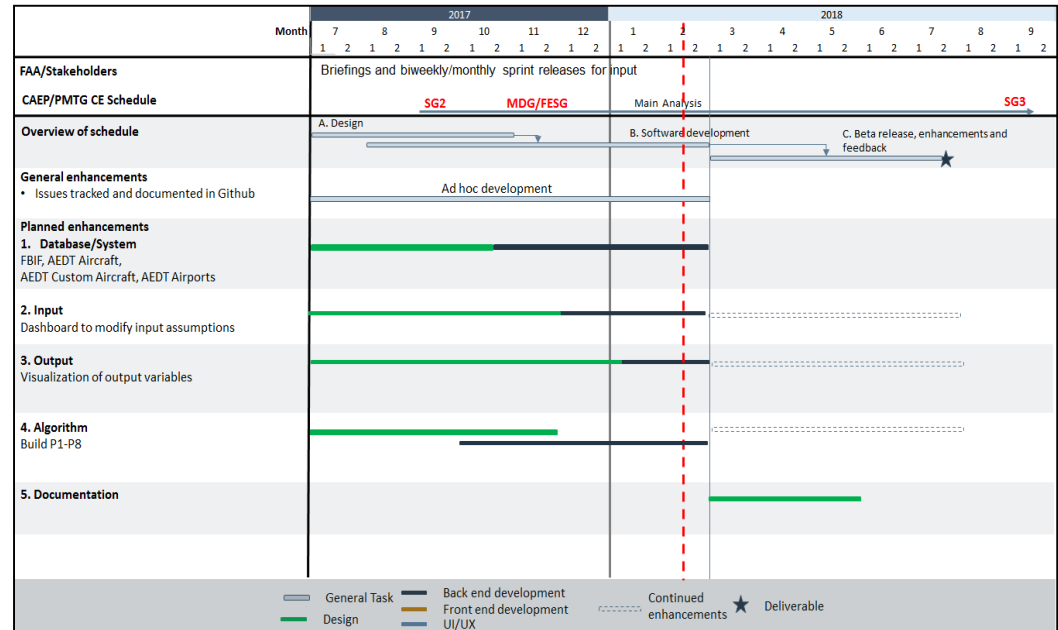 2017 2018
Month 7 8 9 10 11 12 1 2 3 4 5 6 7 8 9
1 2 1 2 1 2 1 2 1 2 1 2 1 2 1 2 1 2 1 2 1 2 1 2 1 2 1 2 1 2
FAA/Stakeholders Briefings and biweekly/monthly sprint releases for input
CAEP/PMTG CE Schedule SG2 MDG/FESG Main Analysis SG3
Overview of schedule A. Design B. Software development C. Beta release, enhancements and
feedback
General enhancements
• Issues tracked and documented in Github Ad hoc development
Planned enhancements
1. Database/System
FBIF, AEDT Aircraft,
AEDT Custom Aircraft, AEDT Airports
2. Input
Dashboard to modify input assumptions
3. Output
Visualization of output variables
4. Algorithm
Build P1-P8
5. Documentation
General Task Back end development Continued
enhancements Deliverable
Front end development
Design UI/UX